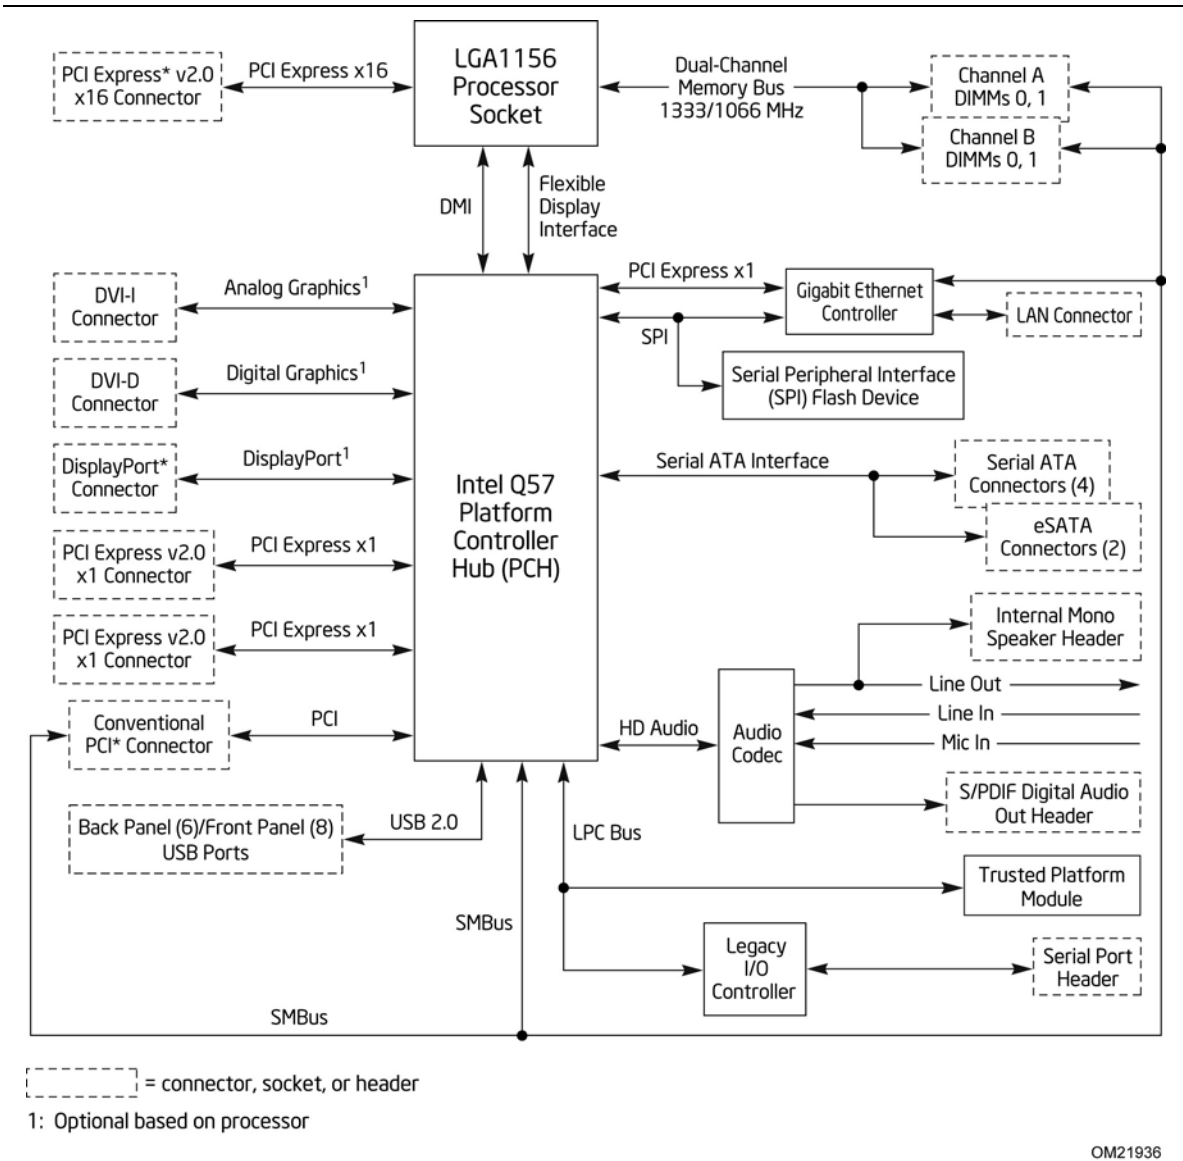 PCI Express* v2.0
x16 Connector
PCI Express x16
LGA1156
Processor
Socket
Dual-Channel
Memory Bus
1333/1066 MHz
Channel A
DIMMs 0, 1
Channel B
DIMMs 0, 1
DMI
Flexible
Display
Interface
DVI-I
Connector
Analog Graphics¹
DVI-D
Connector
Digital Graphics¹
DisplayPort*
Connector
DisplayPort¹
PCI Express v2.0
x1 Connector
PCI Express x1
PCI Express v2.0
x1 Connector
PCI Express x1
Conventional
PCI* Connector
PCI
Back Panel (6)/Front Panel (8)
USB Ports
USB 2.0
Intel Q57
Platform
Controller
Hub (PCH)
PCI Express x1
Gigabit Ethernet
Controller
LAN Connector
SPI
Serial Peripheral Interface
(SPI) Flash Device
Serial ATA Interface
Serial ATA
Connectors (4)
eSATA
Connectors (2)
Internal Mono
Speaker Header
HD Audio
Audio
Codec
Line Out
Line In
Mic In
S/PDIF Digital Audio
Out Header
LPC Bus
Trusted Platform
Module
SMBus
Legacy
I/O
Controller
Serial Port
Header
SMBus
= connector, socket, or header
1: Optional based on processor
OM21936